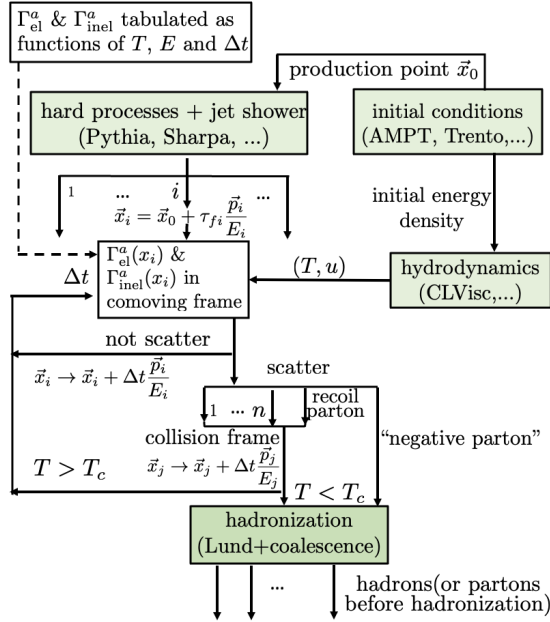 Γ^a_el & Γ^a_inel tabulated as
functions of T, E and Δt
production point x⃗_0
hard processes + jet shower
(Pythia, Sharpa, ...)
initial conditions
(AMPT, Trento,...)
1 ... i ...
x⃗_i = x⃗_0 + τ_{fi} p⃗_i/E_i
initial energy
density
Γ^a_el(x_i) &
Γ^a_inel(x_i) in
comoving frame
Δt
(T, u)
hydrodynamics
(CLVisc,...)
not scatter
x⃗_i → x⃗_i + Δt p⃗_i/E_i
scatter
1 ... n
recoil
parton
collision frame
x⃗_j → x⃗_j + Δt p⃗_j/E_j
“negative parton”
T > T_c
T < T_c
hadronization
(Lund+coalescence)
...
hadrons(or partons
before hadronization)